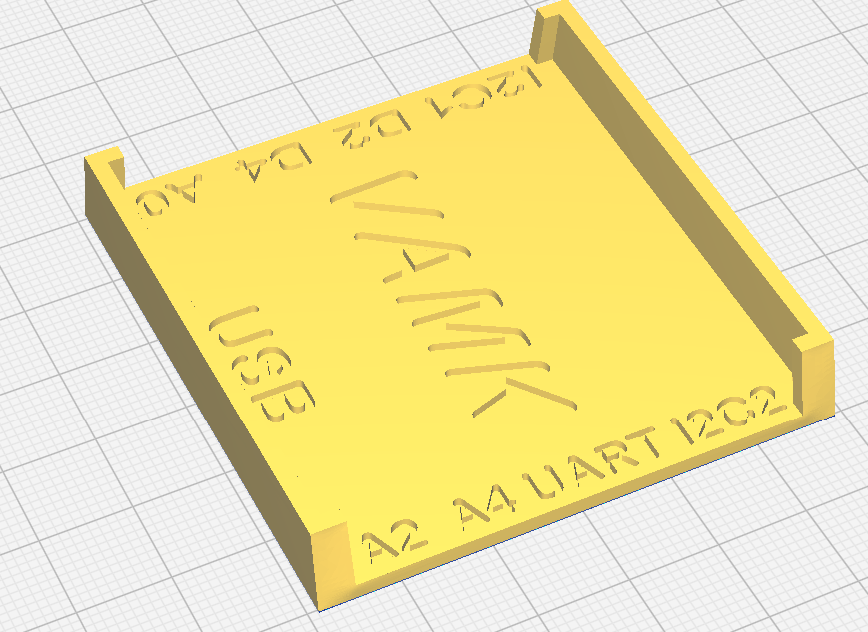 I2C1 D2 D4 A0
VAMK
USB
A2 A4 UART I2C2